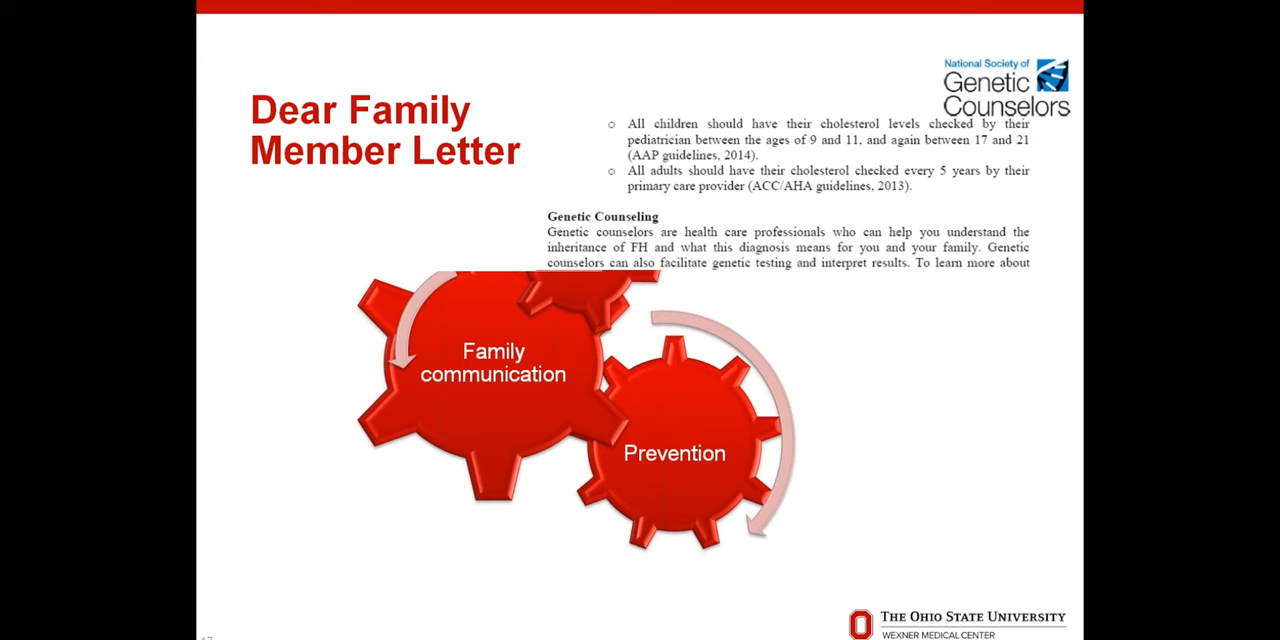 National Society of
Genetic
Counselors
Dear Family
Member Letter
o All children should have their cholesterol levels checked by their
pediatrician between the ages of 9 and 11, and again between 17 and 21
(AAP guidelines, 2014).
o All adults should have their cholesterol checked every 5 years by their
primary care provider (ACC/AHA guidelines, 2013).
Genetic Counseling
Genetic counselors are health care professionals who can help you understand the
inheritance of FH and what this diagnosis means for you and your family. Genetic
counselors can also facilitate genetic testing and interpret results. To learn more about
Family
communication
Prevention
THE OHIO STATE UNIVERSITY
WEXNER MEDICAL CENTER